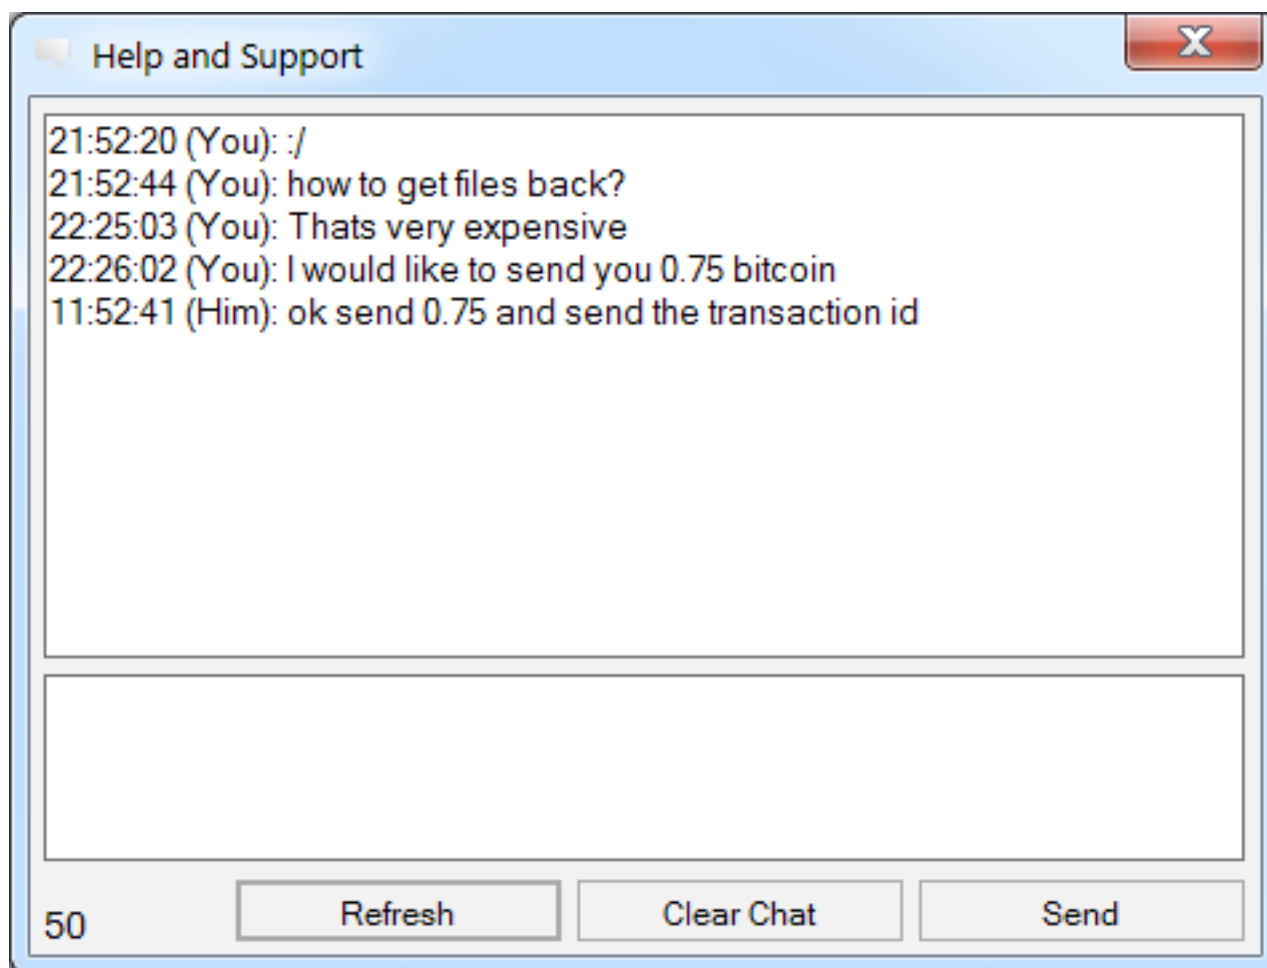 Help and Support
21:52:20 (You): :/
21:52:44 (You): how to get files back?
22:25:03 (You): Thats very expensive
22:26:02 (You): I would like to send you 0.75 bitcoin
11:52:41 (Him): ok send 0.75 and send the transaction id
50 Refresh Clear Chat Send